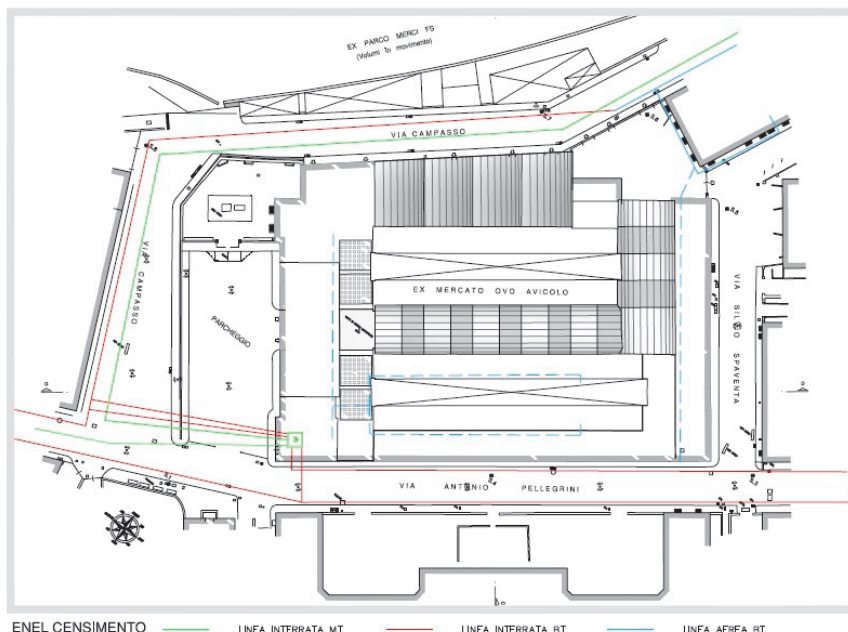 EX PARCO MERCI FS
(Volumi in movimento)
VIA CAMPASSO
VIA CAMPASSO
PARCHEGGIO
EX MERCATO OVO AVICOLO
VIA SILVIO SPAVENTA
VIA ANTONIO PELLEGRINI
ENEL CENSIMENTO
LINEA INTERRATA MT
LINEA INTERRATA BT
LINEA AEREA BT